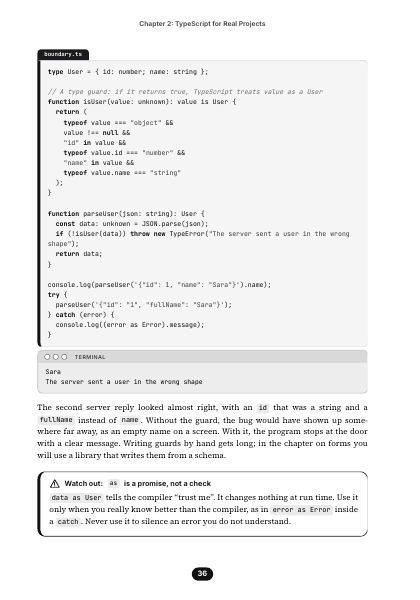 Chapter 2: TypeScript for Real Projects
boundary.ts
type User = { id: number; name: string };
// A type guard: if it returns true, TypeScript treats value as a User
function isUser(value: unknown): value is User {
return (
typeof value === "object" &&
value !== null &&
"id" in value &&
typeof value.id === "number" &&
"name" in value &&
typeof value.name === "string"
);
}
function parseUser(json: string): User {
const data: unknown = JSON.parse(json);
if (!isUser(data)) throw new TypeError("The server sent a user in the wrong
shape");
return data;
}
console.log(parseUser('{"id": 1, "name": "Sara"}').name);
try {
parseUser('{"id": "1", "fullName": "Sara"}');
} catch (error) {
console.log((error as Error).message);
}
TERMINAL
Sara
The server sent a user in the wrong shape
The second server reply looked almost right, with an id that was a string and a
fullName instead of name. Without the guard, the bug would have shown up some-
where far away, as an empty name on a screen. With it, the program stops at the door
with a clear message. Writing guards by hand gets long; in the chapter on forms you
will use a library that writes them from a schema.
Watch out: as is a promise, not a check
data as User tells the compiler “trust me”. It changes nothing at run time. Use it
only when you really know better than the compiler, as in error as Error inside
a catch. Never use it to silence an error you do not understand.
36